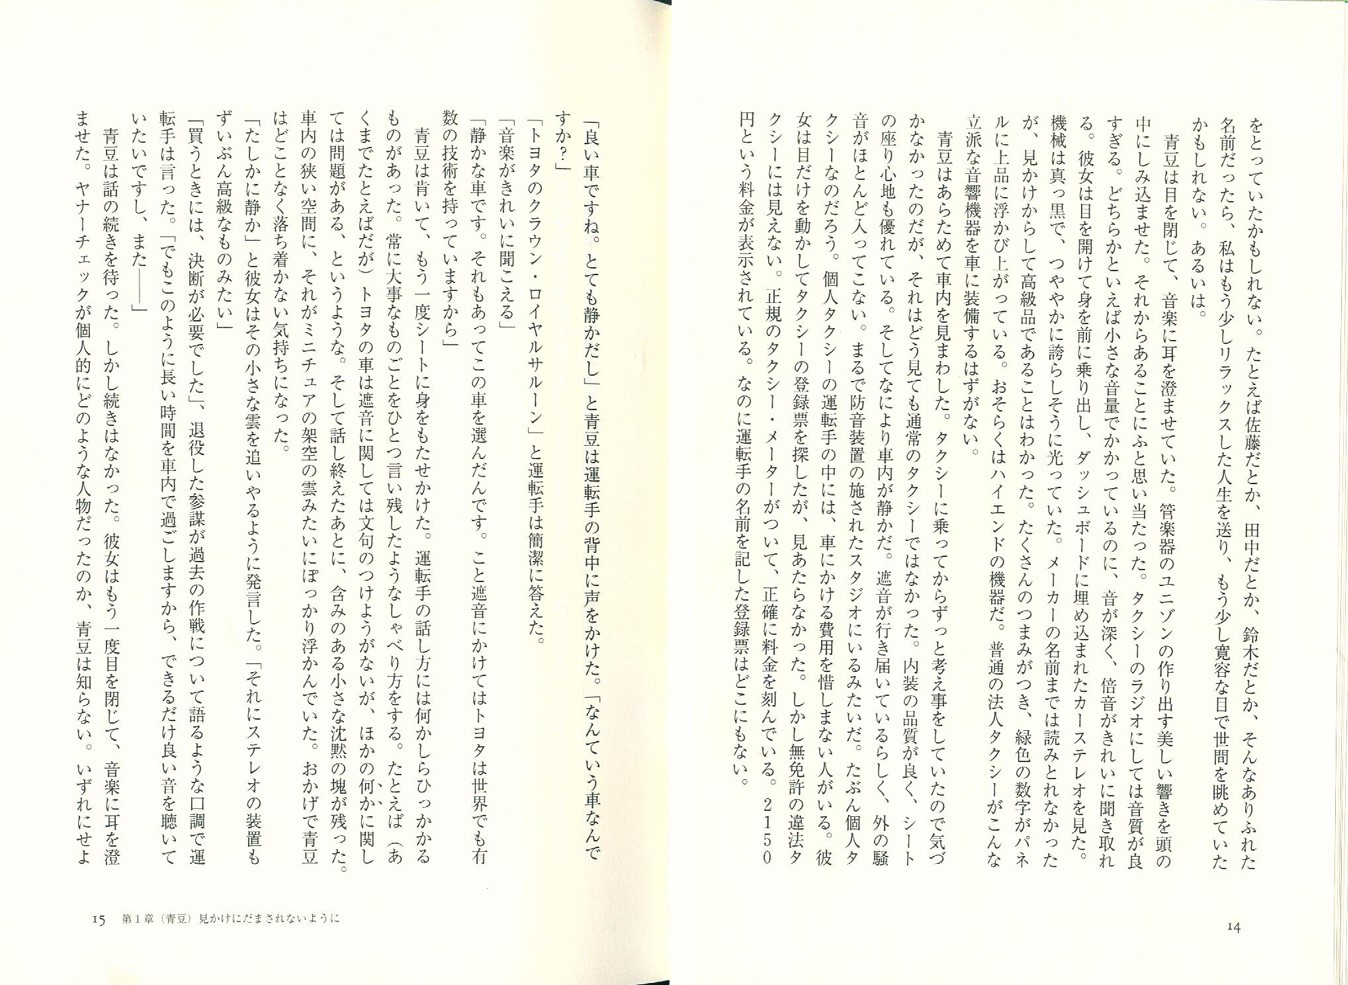 をとっていたかもしれない。たとえば佐藤だとか、田中だとか、鈴木だとか、そんなありふれた
名前だったら、私はもう少しリラックスした人生を送り、もう少し寛容な目で世間を眺めていた
かもしれない。あるいは。
青豆は目を閉じて、音楽に耳を澄ませていた。管楽器のユニゾンの作り出す美しい響きを頭の
中にしみ込ませた。それからあることにふと思い当たった。タクシーのラジオにしては音質が良
すぎる。どちらかといえば小さな音量でかかっているのに、音が深く、倍音がきれいに聞き取れ
る。彼女は目を開けて身を前に乗り出し、ダッシュボードに埋め込まれたカーステレオを見た。
機械は真っ黒で、つややかに誇らしそうに光っていた。メーカーの名前までは読みとれなかった
が、見かけからして高級品であることはわかった。たくさんのつまみがつき、緑色の数字がパネ
ルに上品に浮かび上がっている。おそらくはハイエンドの機器だ。普通の法人タクシーがこんな
立派な音響機器を車に装備するはずがない。
青豆はあらためて車内を見まわした。タクシーに乗ってからずっと考え事をしていたので気づ
かなかったのだが、それはどう見ても通常のタクシーではなかった。内装の品質が良く、シート
の座り心地も優れている。そしてなにより車内が静かだ。遮音が行き届いているらしく、外の騒
音がほとんど入ってこない。まるで防音装置の施されたスタジオにいるみたいだ。たぶん個人タ
クシーなのだろう。個人タクシーの運転手の中には、車にかける費用を惜しまない人がいる。彼
女は目だけを動かしてタクシーの登録票を探したが、見あたらなかった。しかし無免許の違法タ
クシーには見えない。正規のタクシー・メーターがついて、正確に料金を刻んでいる。2150
円という料金が表示されている。なのに運転手の名前を記した登録票はどこにもない。
14
「良い車ですね。とても静かだし」と青豆は運転手の背中に声をかけた。「なんていう車なんで
すか?」
「トヨタのクラウン・ロイヤルサルーン」と運転手は簡潔に答えた。
「音楽がきれいに聞こえる」
「静かな車です。それもあってこの車を選んだんです。こと遮音にかけてはトヨタは世界でも有
数の技術を持っていますから」
青豆は肯いて、もう一度シートに身をもたせかけた。運転手の話し方には何かしらひっかかる
ものがあった。常に大事なものごとをひとつ言い残したようなしゃべり方をする。たとえば(あ
くまでたとえばだが)トヨタの車は遮音に関しては文句のつけようがないが、ほかの何かに関し
ては問題がある、というような。そして話し終えたあとに、含みのある小さな沈黙の塊が残った。
車内の狭い空間に、それがミニチュアの架空の雲みたいにぽっかり浮かんでいた。おかげで青豆
はどことなく落ち着かない気持ちになった。
「たしかに静か」と彼女はその小さな雲を追いやるように発言した。「それにステレオの装置も
ずいぶん高級なものみたい」
「買うときには、決断が必要でした」、退役した参謀が過去の作戦について語るような口調で運
転手は言った。「でもこのように長い時間を車内で過ごしますから、できるだけ良い音を聴いて
いたいですし、また――」
青豆は話の続きを待った。しかし続きはなかった。彼女はもう一度目を閉じて、音楽に耳を澄
ませた。ヤナーチェックが個人的にどのような人物だったのか、青豆は知らない。いずれにせよ
15 第1章(青豆)見かけにだまされないように